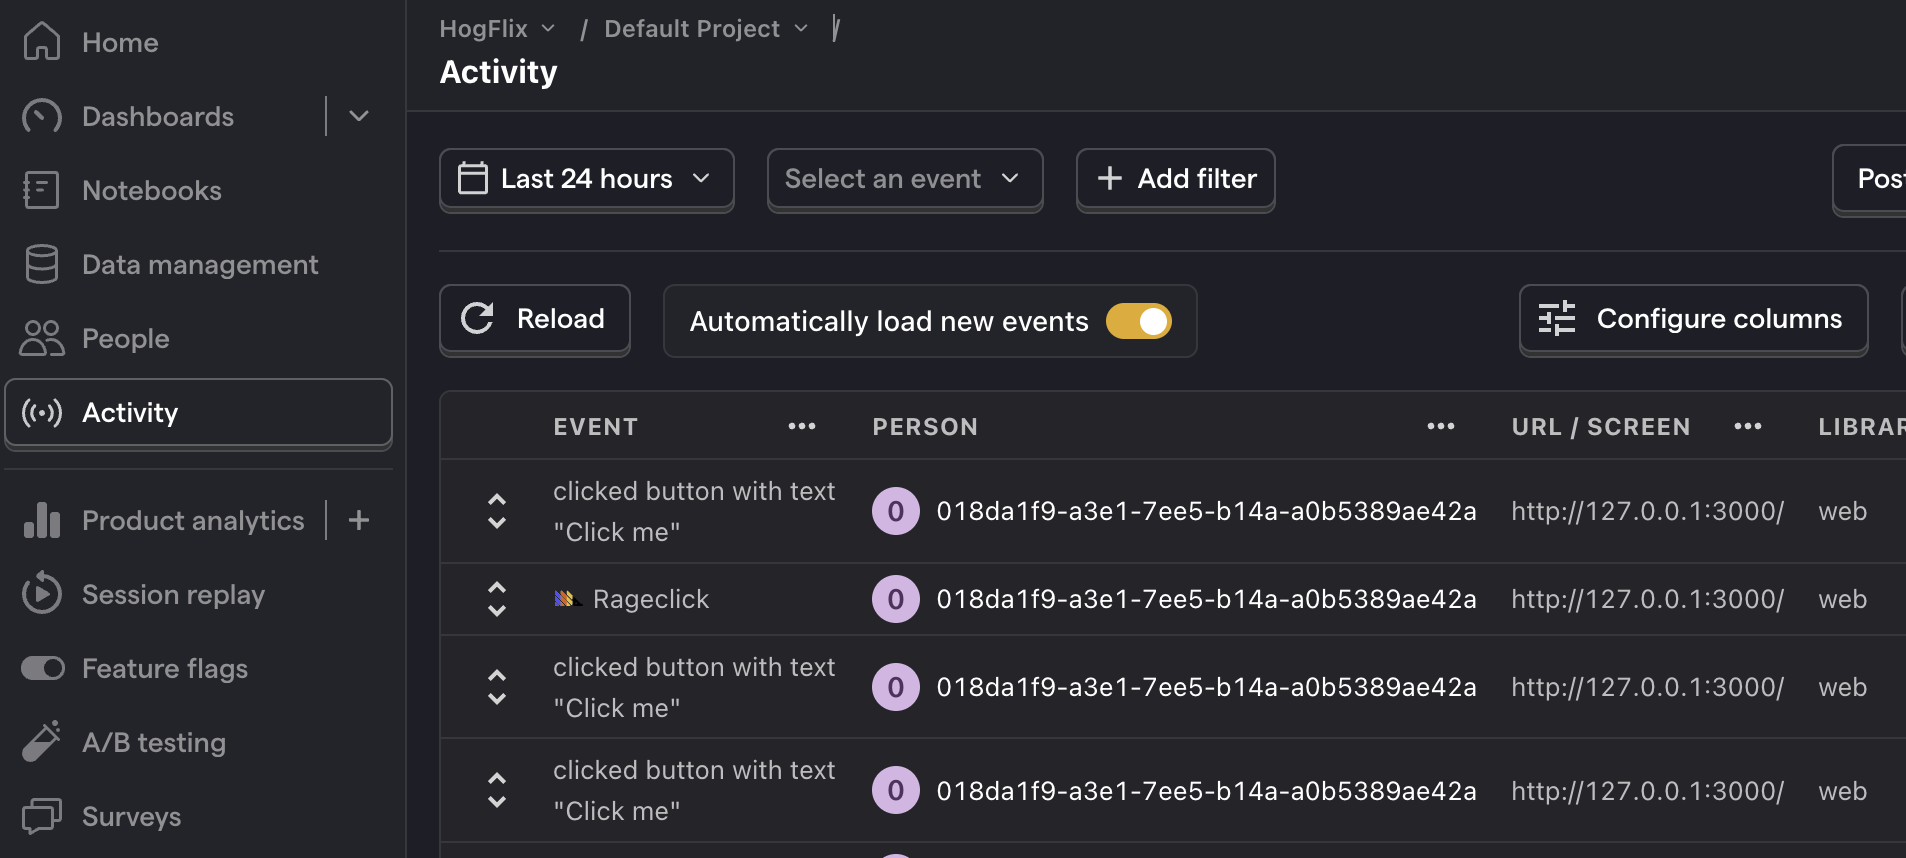 Home
Dashboards
Notebooks
Data management
People
Activity
Product analytics
Session replay
Feature flags
A/B testing
Surveys
HogFlix / Default Project /
Activity
Last 24 hours
Select an event
+ Add filter
Reload
Automatically load new events
Configure columns
EVENT ••• PERSON ••• URL / SCREEN •••
clicked button with text
"Click me"
0 018da1f9-a3e1-7ee5-b14a-a0b5389ae42a http://127.0.0.1:3000/ web
Rageclick 0 018da1f9-a3e1-7ee5-b14a-a0b5389ae42a http://127.0.0.1:3000/ web
clicked button with text
"Click me"
0 018da1f9-a3e1-7ee5-b14a-a0b5389ae42a http://127.0.0.1:3000/ web
clicked button with text
"Click me"
0 018da1f9-a3e1-7ee5-b14a-a0b5389ae42a http://127.0.0.1:3000/ web